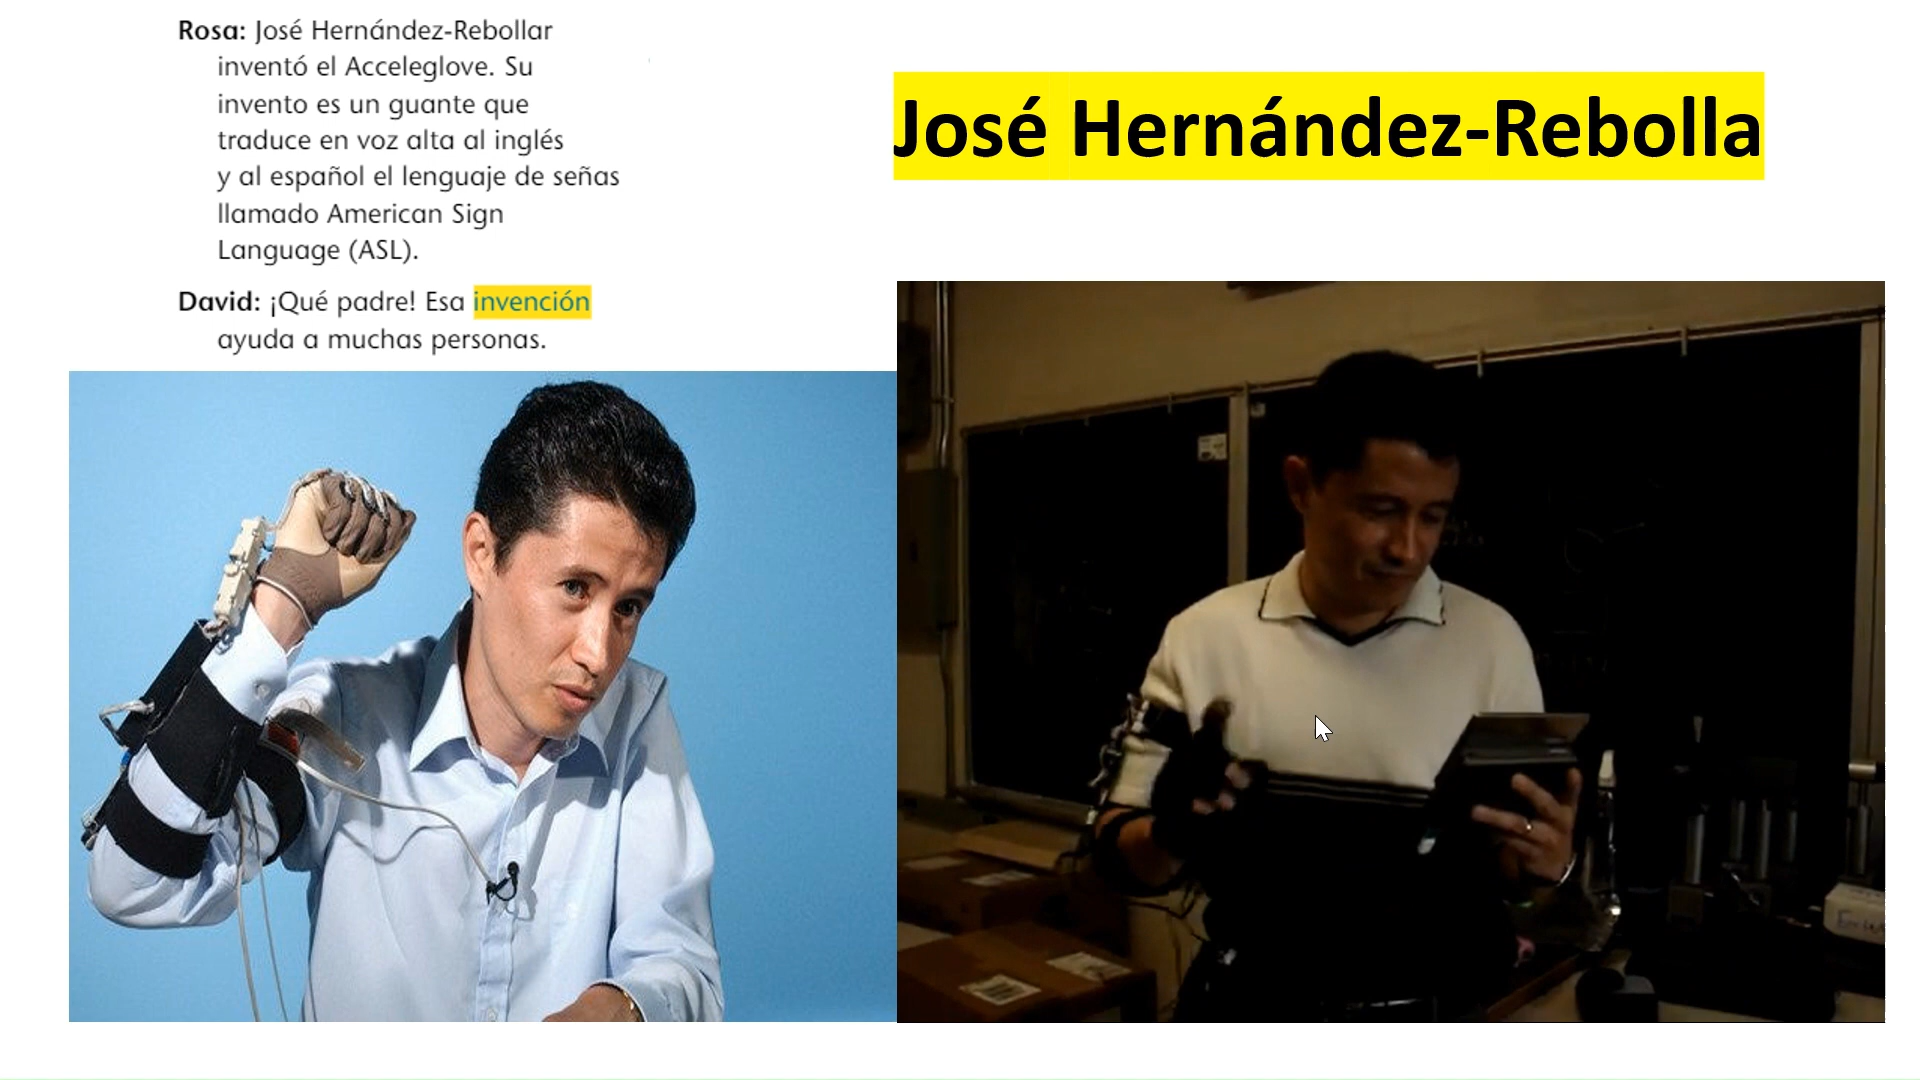 Rosa: José Hernández-Rebollar
inventó el Acceleglove. Su
invento es un guante que
traduce en voz alta al inglés
y al español el lenguaje de señas
llamado American Sign
Language (ASL).
David: ¡Qué padre! Esa invención
ayuda a muchas personas.
José Hernández-Rebolla